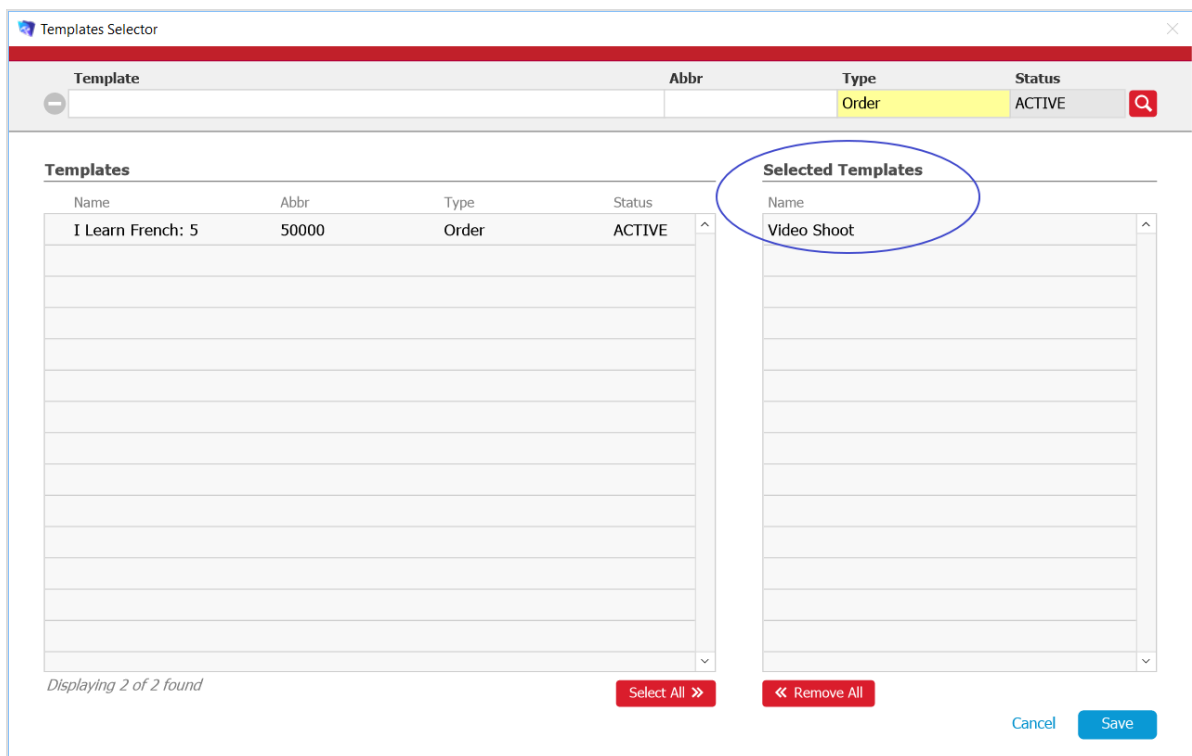 Templates Selector
Template Abbr Type Status
Order ACTIVE
Templates
Name Abbr Type Status
I Learn French: 5 50000 Order ACTIVE
Displaying 2 of 2 found
Select All
Selected Templates
Name
Video Shoot
Remove All
Cancel Save